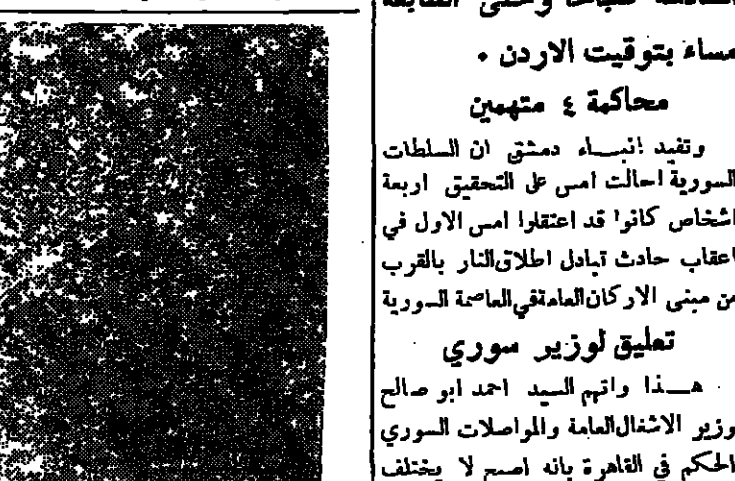 مساء بتوقيت الاردن .
محاكمة ٤ متهمين
وتفيد انبـــاء دمشق ان السلطات
السورية احالت امس على التحقيق اربعة
اشخاص كانوا قد اعتقلوا امس الاول في
اعقاب حادث تبادل اطلاق النار بالقرب
من مبنى الاركان العامة في العاصمة السورية
تعليق لوزير سوري
هـــذا واتهم السيد احمد ابو صالح
وزير الاشغال العامة والمواصلات السوري
الحكم في القاهرة بانه اصبح لا يختلف